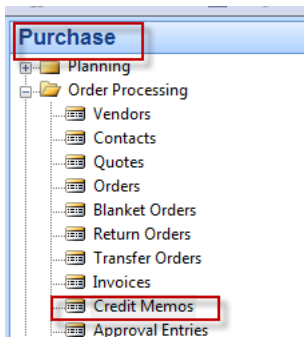 Purchase
Planning
Order Processing
Vendors
Contacts
Quotes
Orders
Blanket Orders
Return Orders
Transfer Orders
Invoices
Credit Memos
Approval Entries